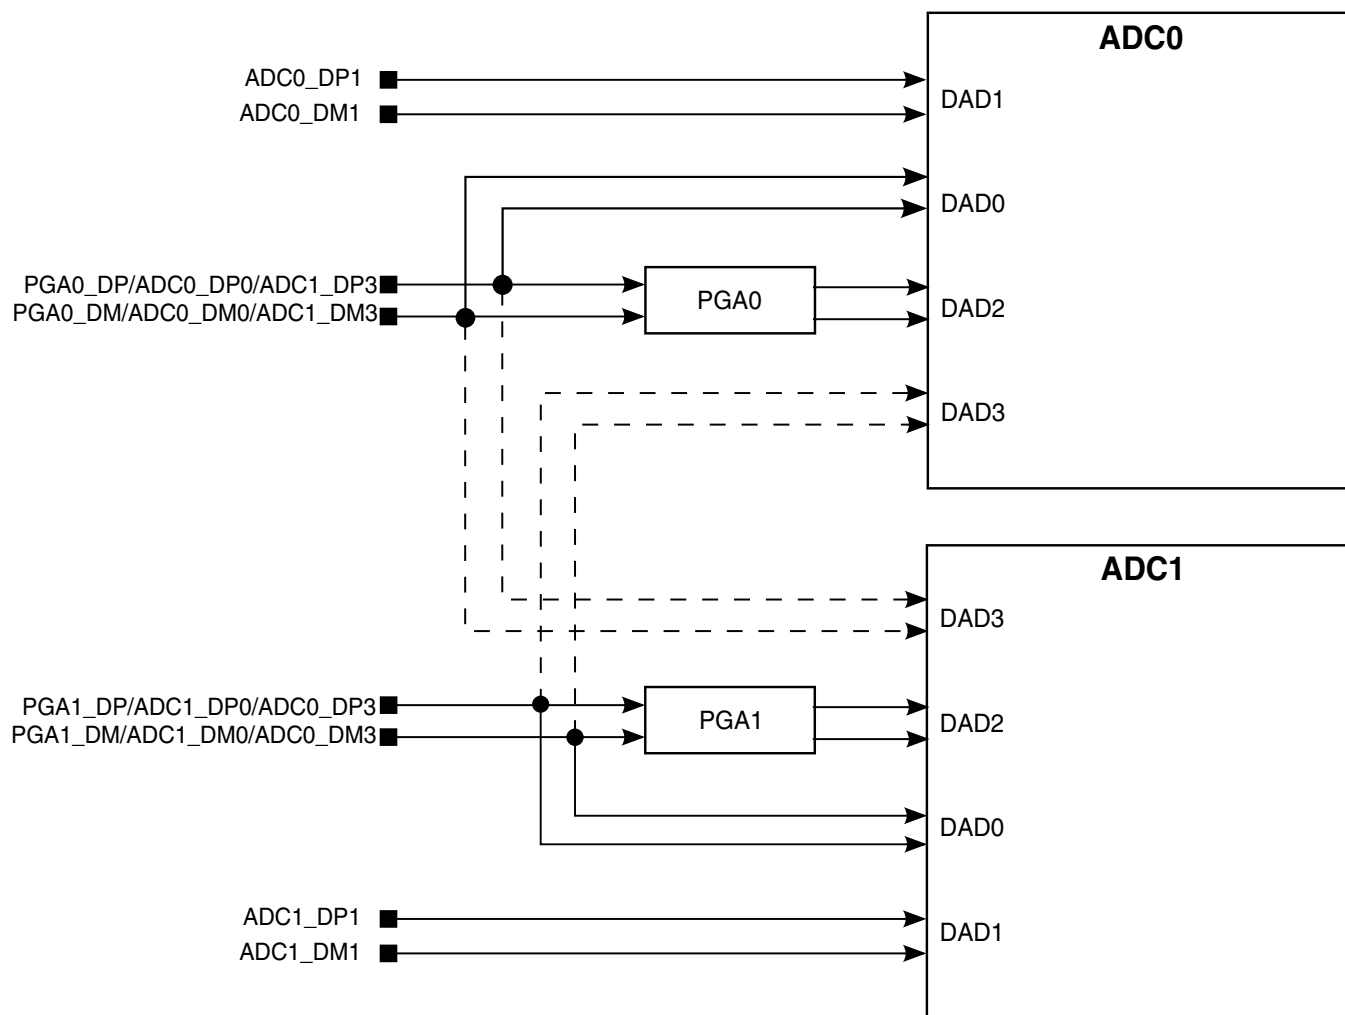 ADC0
ADC0_DP1
DAD1
ADC0_DM1
DAD0
PGA0_DP/ADC0_DP0/ADC1_DP3
PGA0
DAD2
PGA0_DM/ADC0_DM0/ADC1_DM3
DAD3
ADC1
DAD3
PGA1_DP/ADC1_DP0/ADC0_DP3
PGA1
DAD2
PGA1_DM/ADC1_DM0/ADC0_DM3
DAD0
ADC1_DP1
DAD1
ADC1_DM1